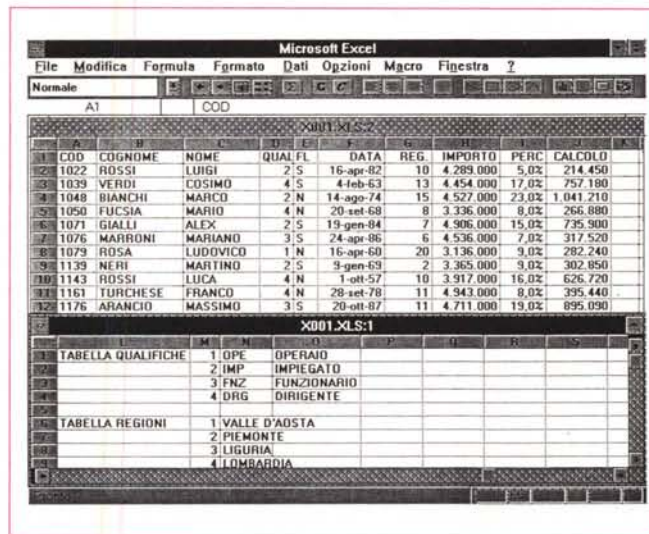 Microsoft Excel
File Modifica Formula Formato Dati Opzioni Macro Finestra ?
Normale
A1 COD
X001.XLS:2
A B C D E F G H I J K
1 COD COGNOME NOME QUAL FL DATA REG. IMPORTO PERC CALCOLO
2 1022 ROSSI LUIGI 2 S 16-apr-82 10 4.289.000 5,0% 214.450
3 1039 VERDI COSIMO 4 S 4-feb-63 13 4.454.000 17,0% 757.180
4 1048 BIANCHI MARCO 2 N 14-ago-74 15 4.527.000 23,0% 1.041.210
5 1050 FUCSIA MARIO 4 N 20-set-68 8 3.336.000 8,0% 266.880
6 1071 GIALLI ALEX 2 S 19-gen-84 7 4.906.000 15,0% 735.900
7 1076 MARRONI MARIANO 3 S 24-apr-86 6 4.536.000 7,0% 317.520
8 1079 ROSA LUDOVICO 1 N 16-apr-60 20 3.136.000 9,0% 282.240
9 1139 NERI MARTINO 2 S 9-gen-69 2 3.365.000 9,0% 302.850
10 1143 ROSSI LUCA 4 N 1-ott-57 10 3.917.000 16,0% 626.720
11 1161 TURCHESE FRANCO 4 N 28-set-78 11 4.943.000 8,0% 395.440
12 1176 ARANCIO MASSIMO 3 S 20-ott-87 11 4.711.000 19,0% 895.090
X001.XLS:1
L M N O P Q R S
1 TABELLA QUALIFICHE 1 OPE OPERAIO
2 2 IMP IMPIEGATO
3 3 FNZ FUNZIONARIO
4 4 DRG DIRIGENTE
5
6 TABELLA REGIONI 1 VALLE D'AOSTA
7 2 PIEMONTE
8 3 LIGURIA
9 4 LOMBARDIA